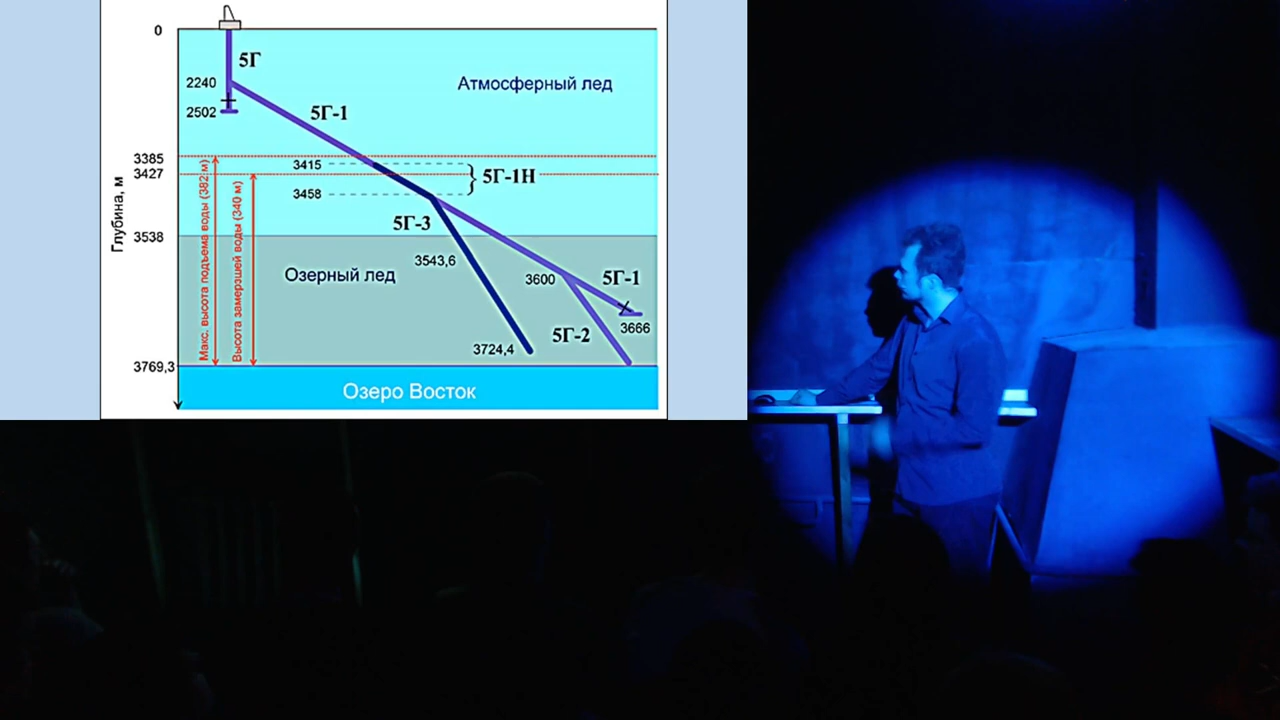 0
5Г
2240
2502
Атмосферный лед
5Г-1
3385
3427
3415
3458
5Г-1Н
5Г-3
3538
Глубина, м
Макс. высота подъема воды (382 м)
Высота замерзшей воды (340 м)
Озерный лед
3543,6
3600
5Г-1
3666
5Г-2
3724,4
3769,3
Озеро Восток